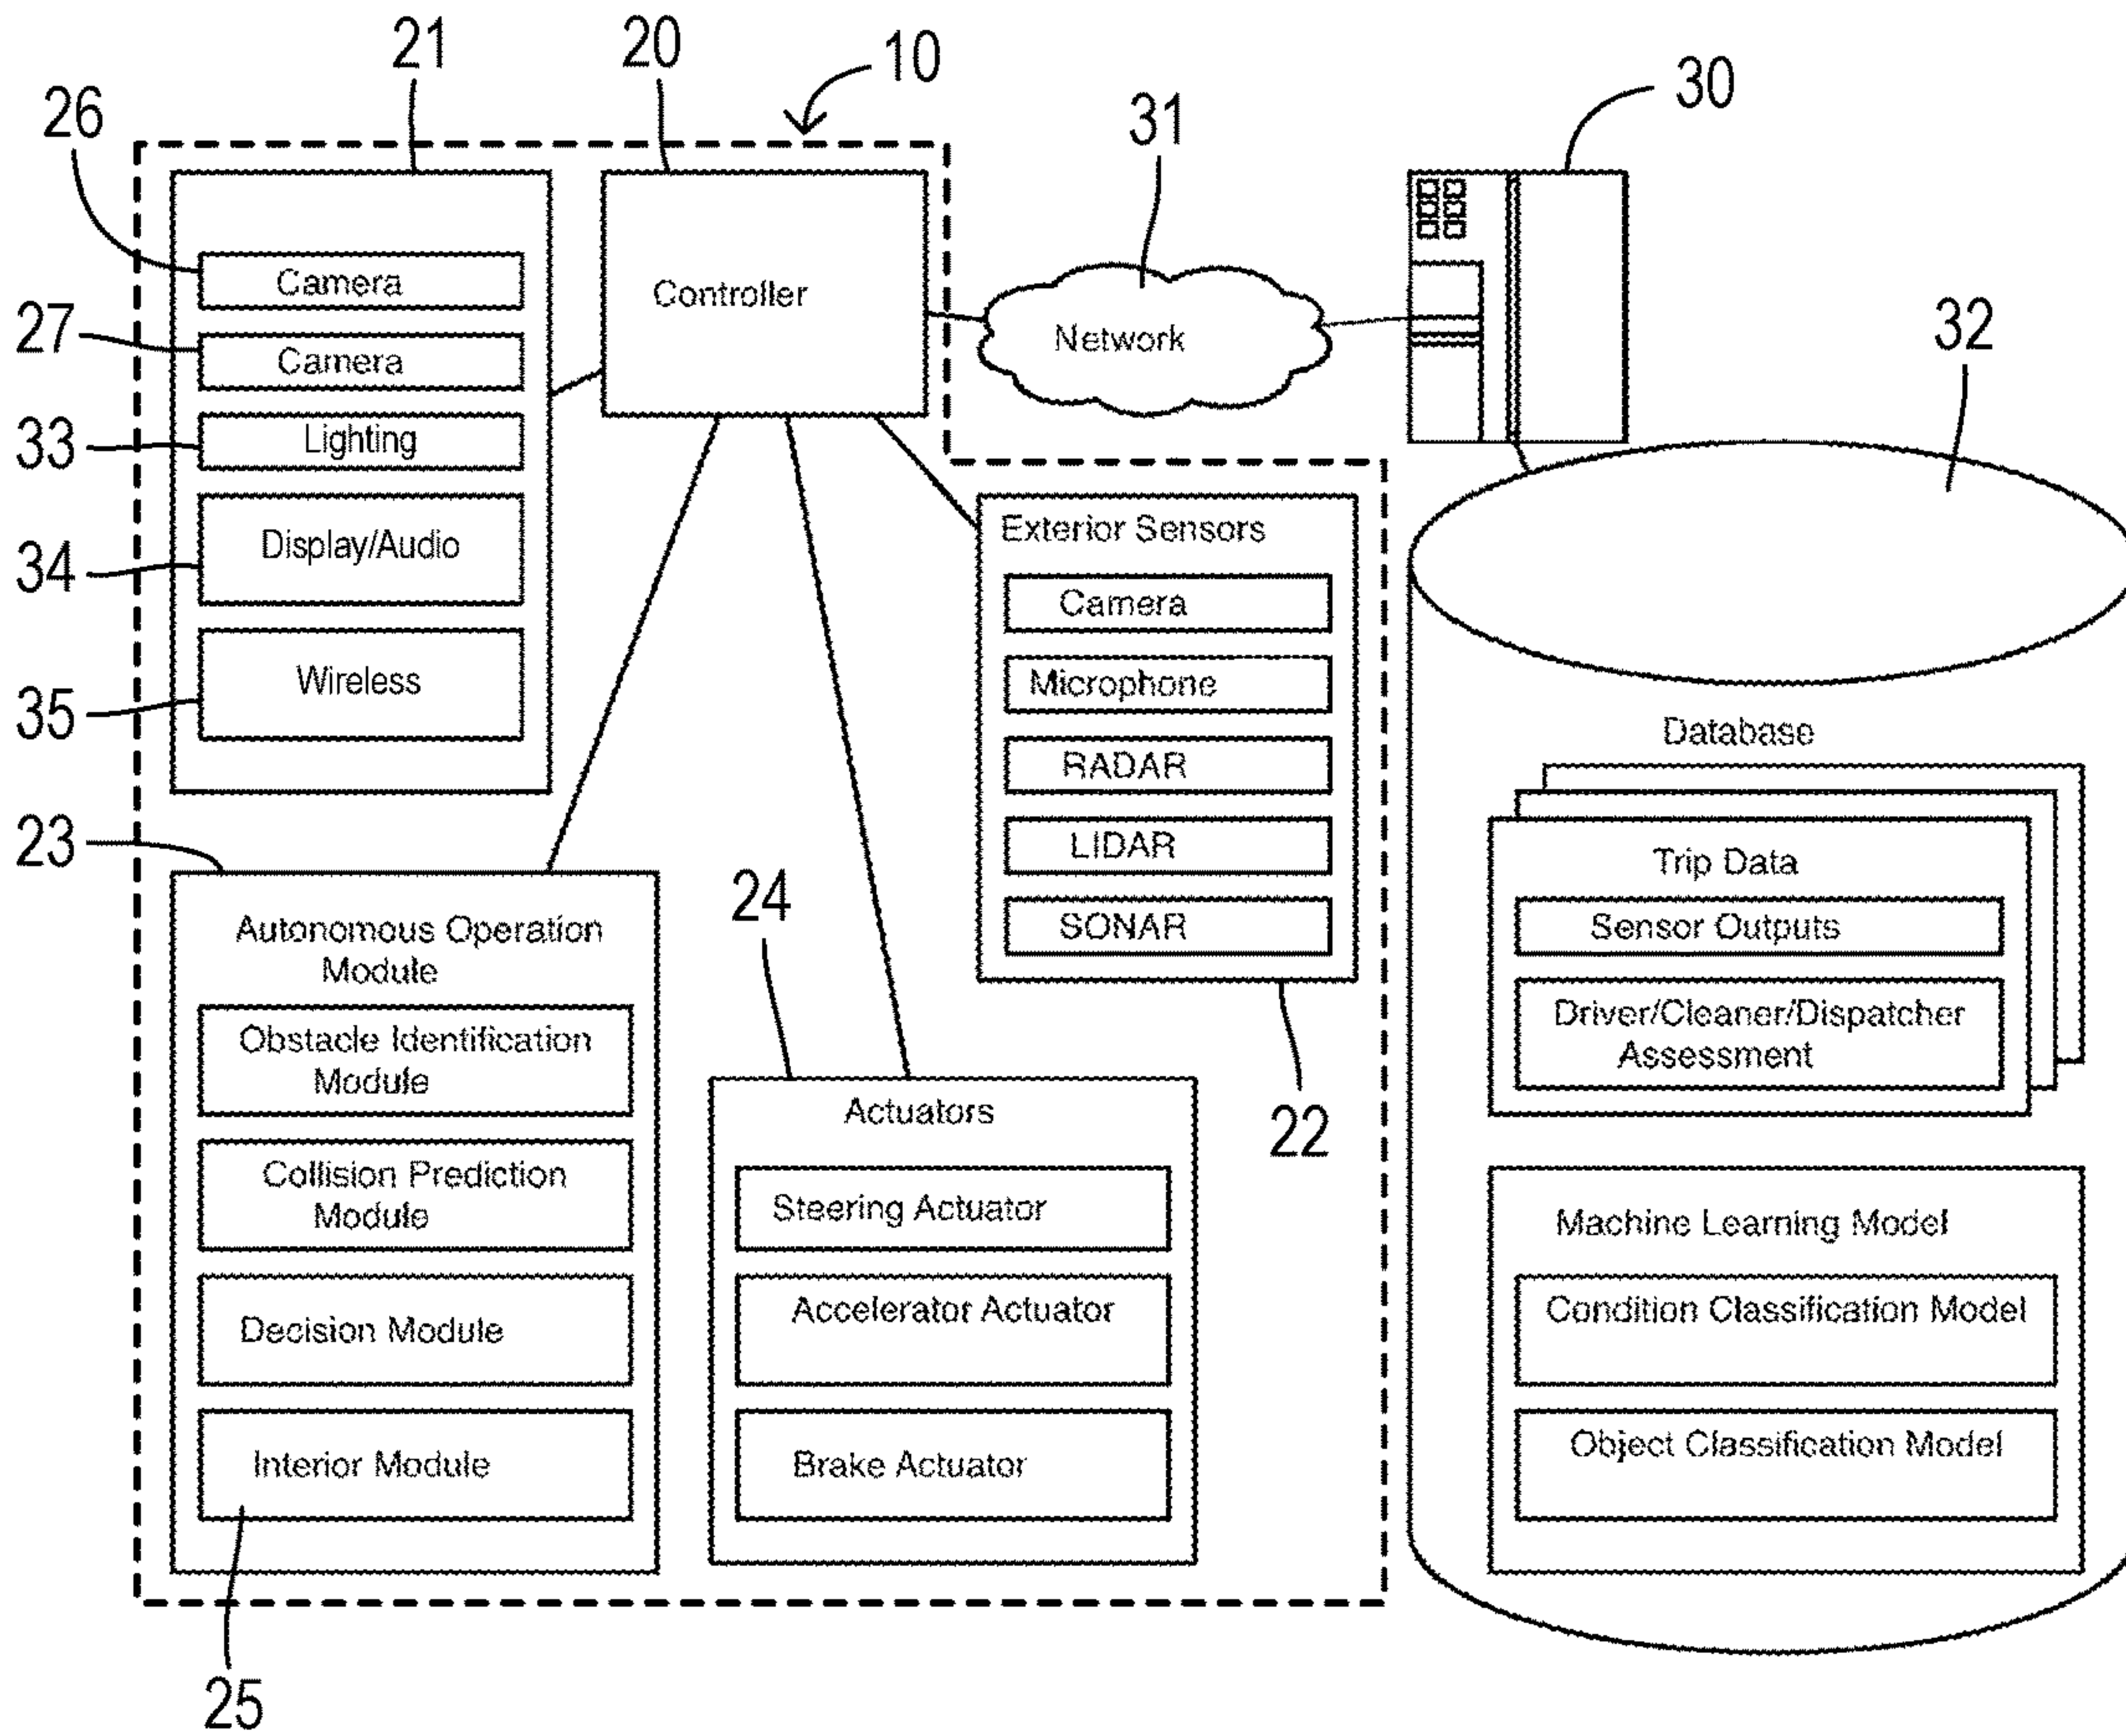 21
20
10
30
26
31
Camera
Controller
27
Camera
Network
32
33
Lighting
Exterior Sensors
34
Display/Audio
Camera
Microphone
35
Wireless
RADAR
Database
LIDAR
23
Trip Data
24
SONAR
Sensor Outputs
Autonomous Operation
Module
Driver/Cleaner/Dispatcher
Assessment
Obstacle Identification
Module
Actuators
22
Collision Prediction
Module
Steering Actuator
Machine Learning Model
Decision Module
Accelerator Actuator
Condition Classification Model
Interior Module
Brake Actuator
Object Classification Model
25